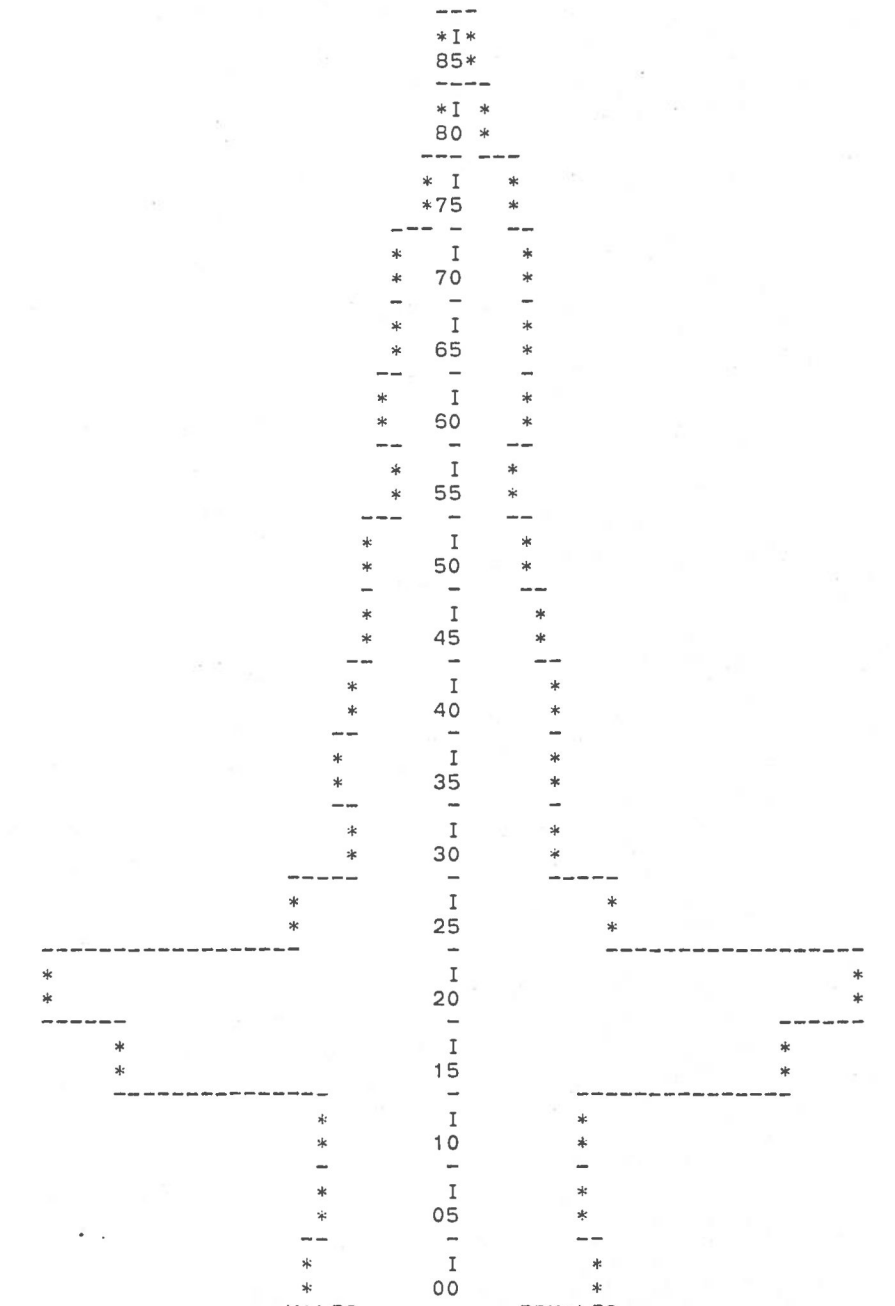 ---
*I*
85*
----
*I *
80 *
--- ---
* I *
*75 *
--- - --
* I *
* 70 *
- - -
* I *
* 65 *
-- - -
* I *
* 60 *
-- - --
* I *
* 55 *
--- - --
* I *
* 50 *
- - --
* I *
* 45 *
-- - --
* I *
* 40 *
-- - -
* I *
* 35 *
-- - -
* I *
* 30 *
----- - -----
* I *
* 25 *
------------------ - ------------------
* I *
* 20 *
------ - ------
* I *
* 15 *
--------------- - ---------------
* I *
* 10 *
- - -
* I *
* 05 *
-- - --
* I *
* 00 *